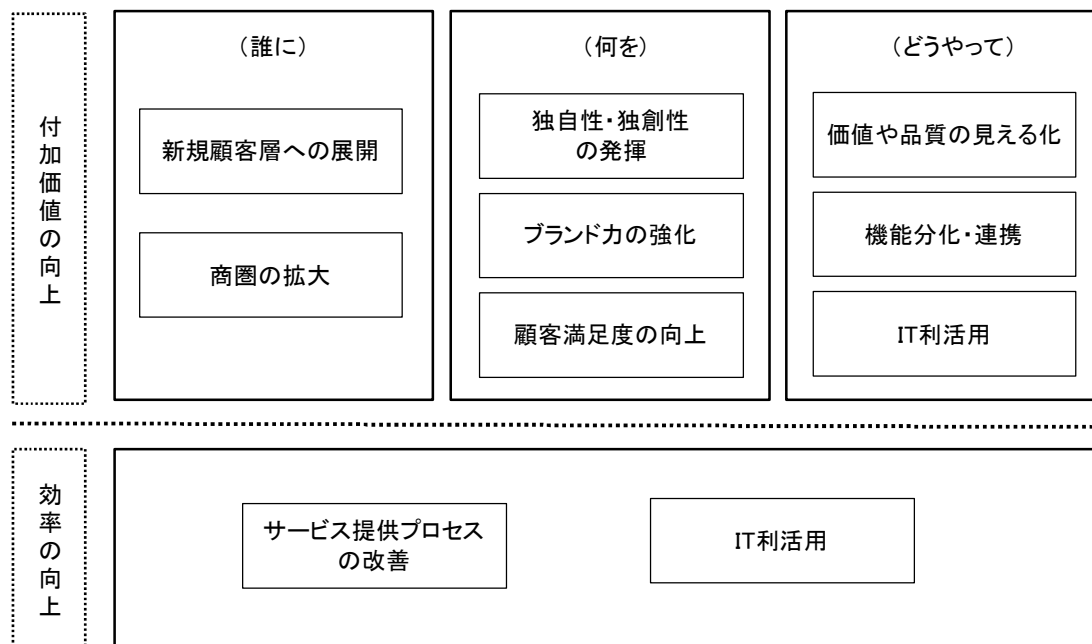 付加価値の向上
(誰に)
新規顧客層への展開
商圏の拡大
(何を)
独自性・独創性
の発揮
ブランド力の強化
顧客満足度の向上
(どうやって)
価値や品質の見える化
機能分化・連携
IT利活用
効率の向上
サービス提供プロセス
の改善
IT利活用